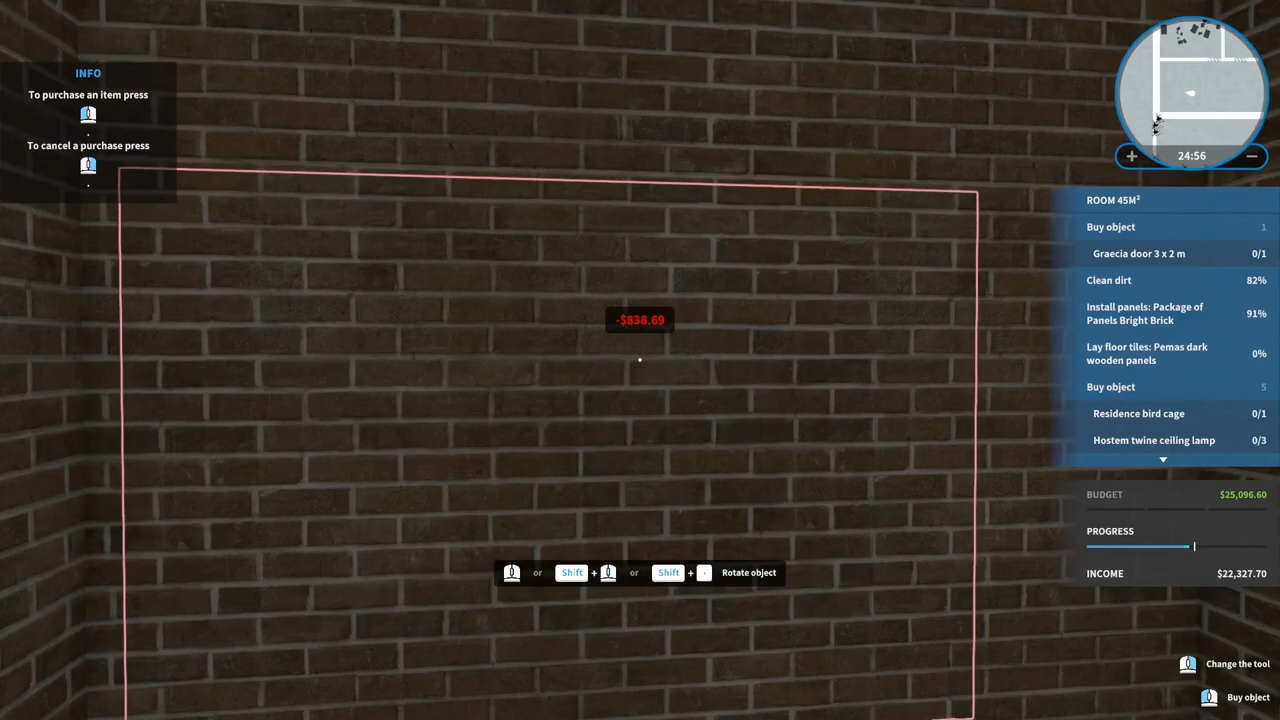 INFO
To purchase an item press
.
To cancel a purchase press
.
24:56
ROOM 45M²
Buy object 1
Graecia door 3 x 2 m 0/1
Clean dirt 82%
Install panels: Package of
Panels Bright Brick 91%
Lay floor tiles: Pemas dark
wooden panels 0%
Buy object 5
Residence bird cage 0/1
Hostem twine ceiling lamp 0/3
-$838.69
BUDGET $25,096.60
PROGRESS
INCOME $22,327.70
or Shift + or Shift + . Rotate object
Change the tool
Buy object